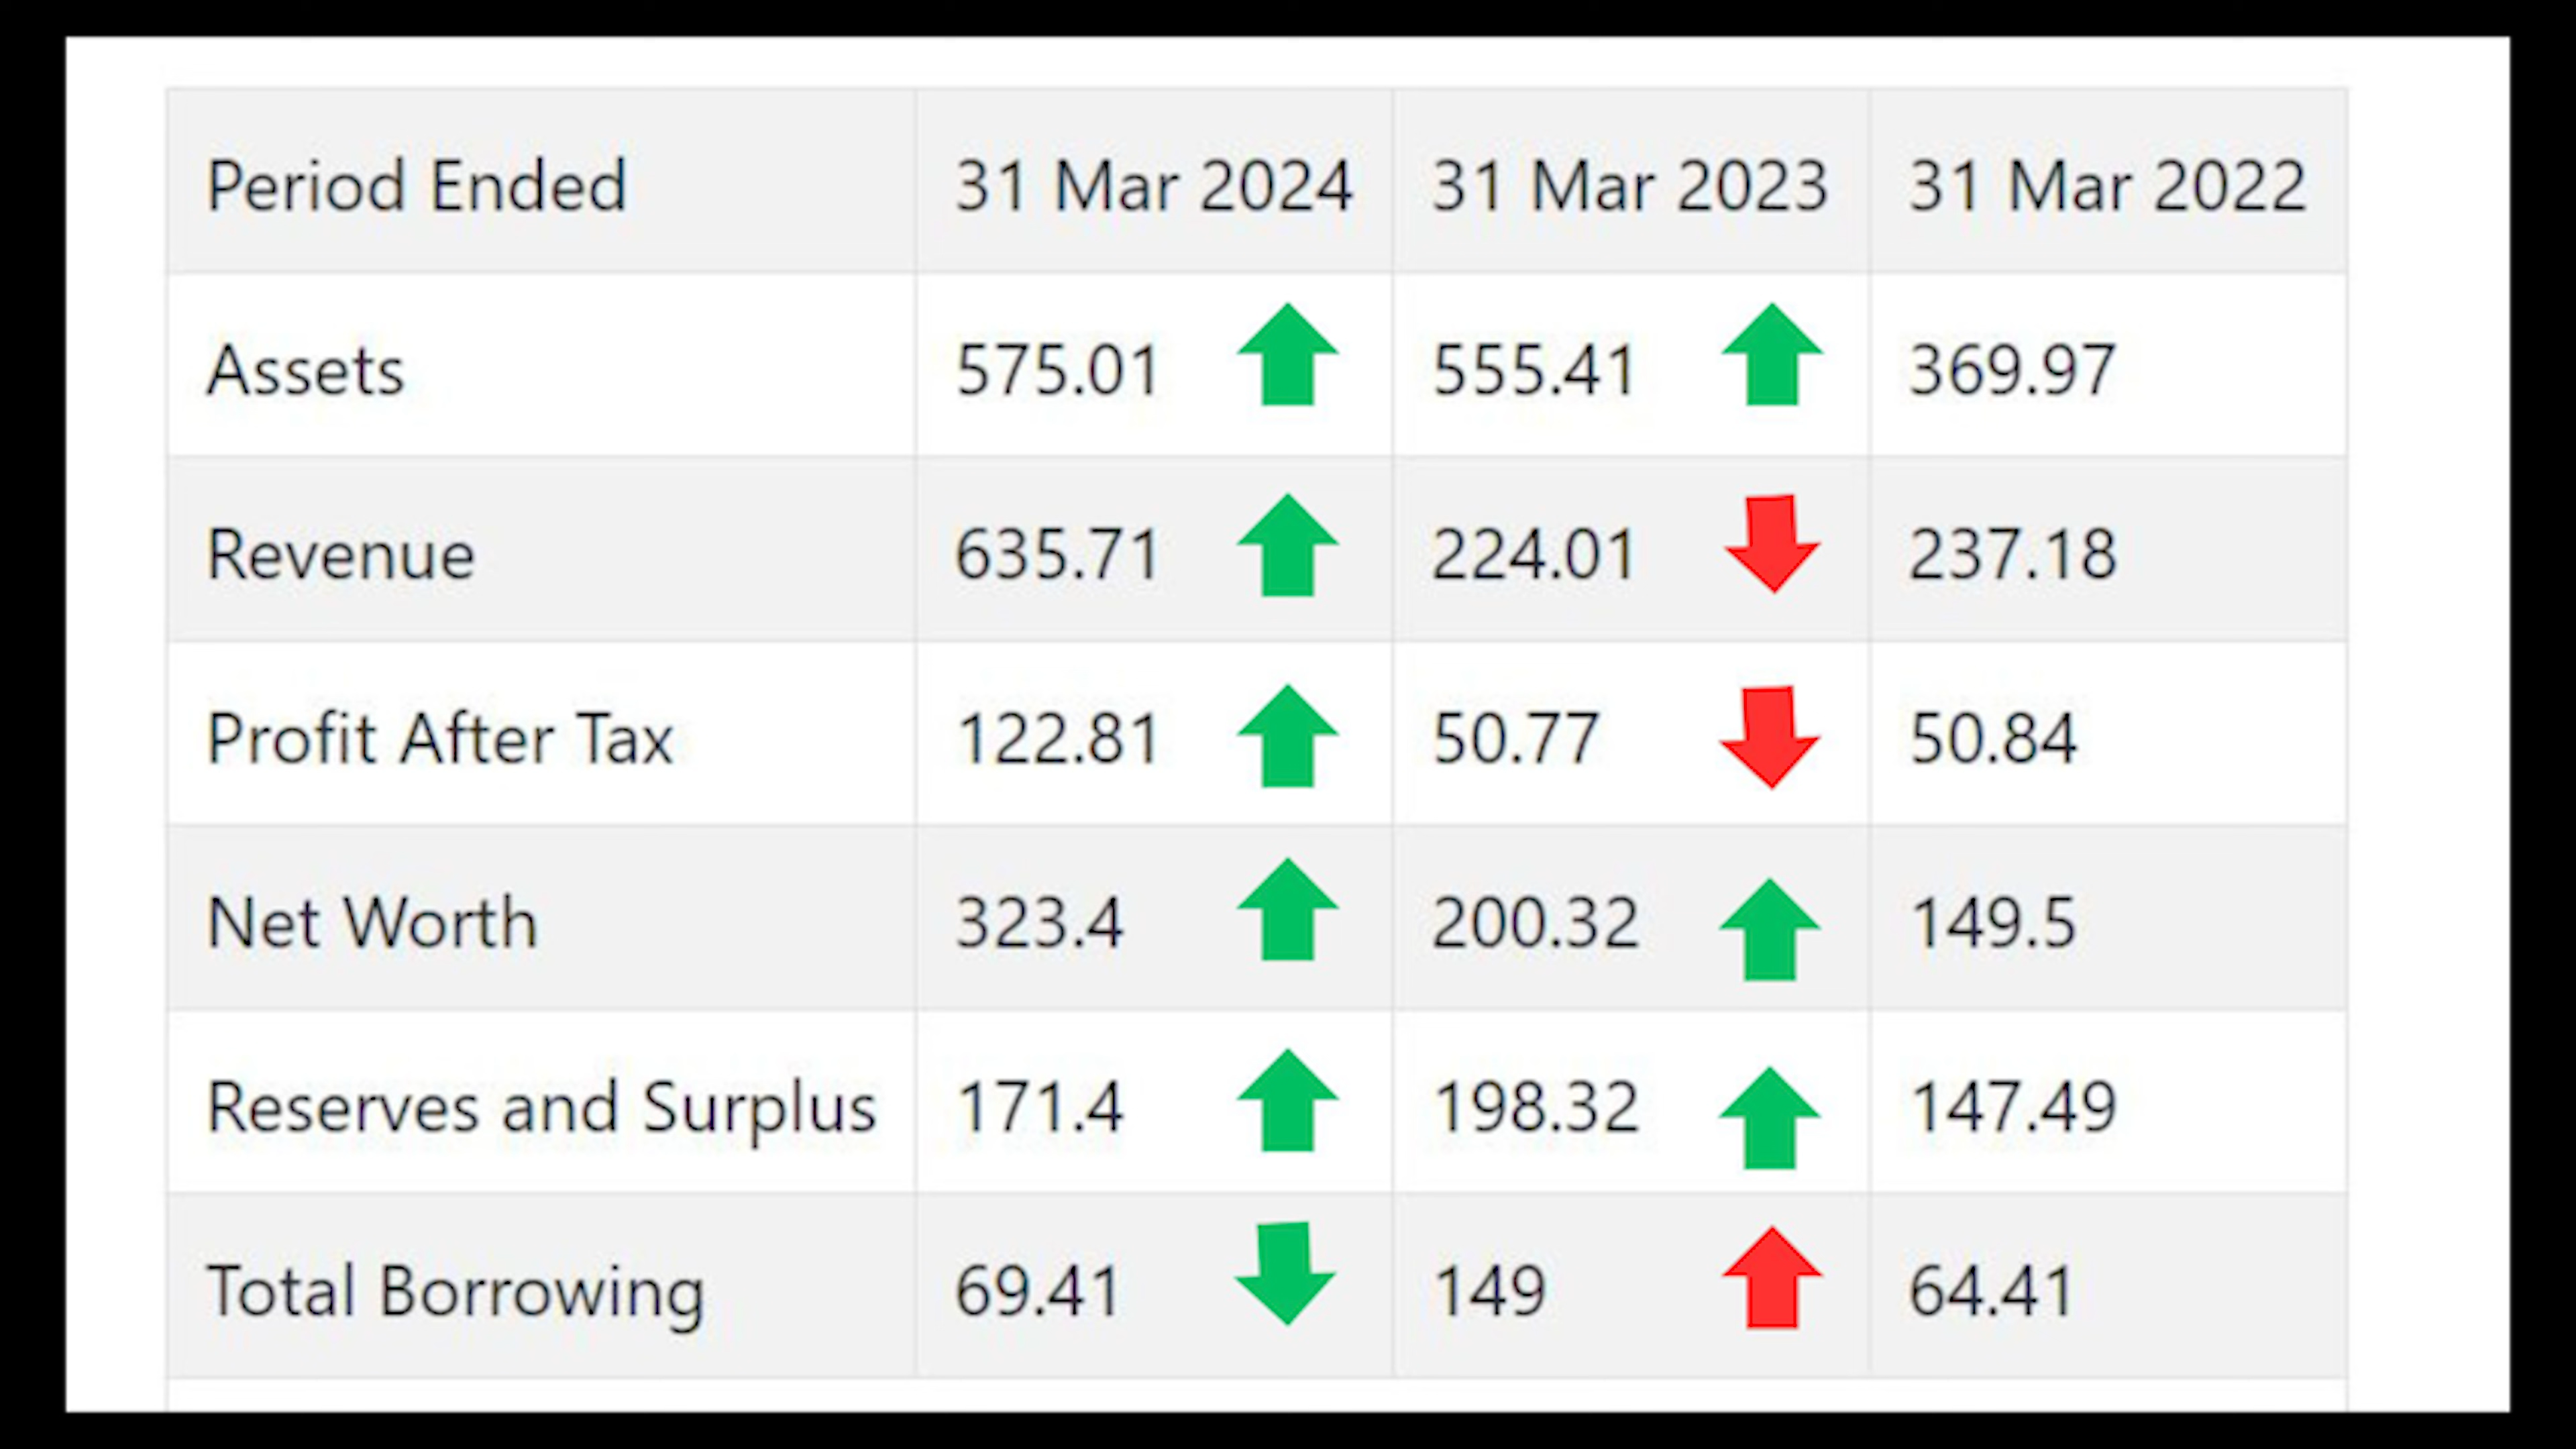 Period Ended 31 Mar 2024 31 Mar 2023 31 Mar 2022
Assets 575.01 555.41 369.97
Revenue 635.71 224.01 237.18
Profit After Tax 122.81 50.77 50.84
Net Worth 323.4 200.32 149.5
Reserves and Surplus 171.4 198.32 147.49
Total Borrowing 69.41 149 64.41